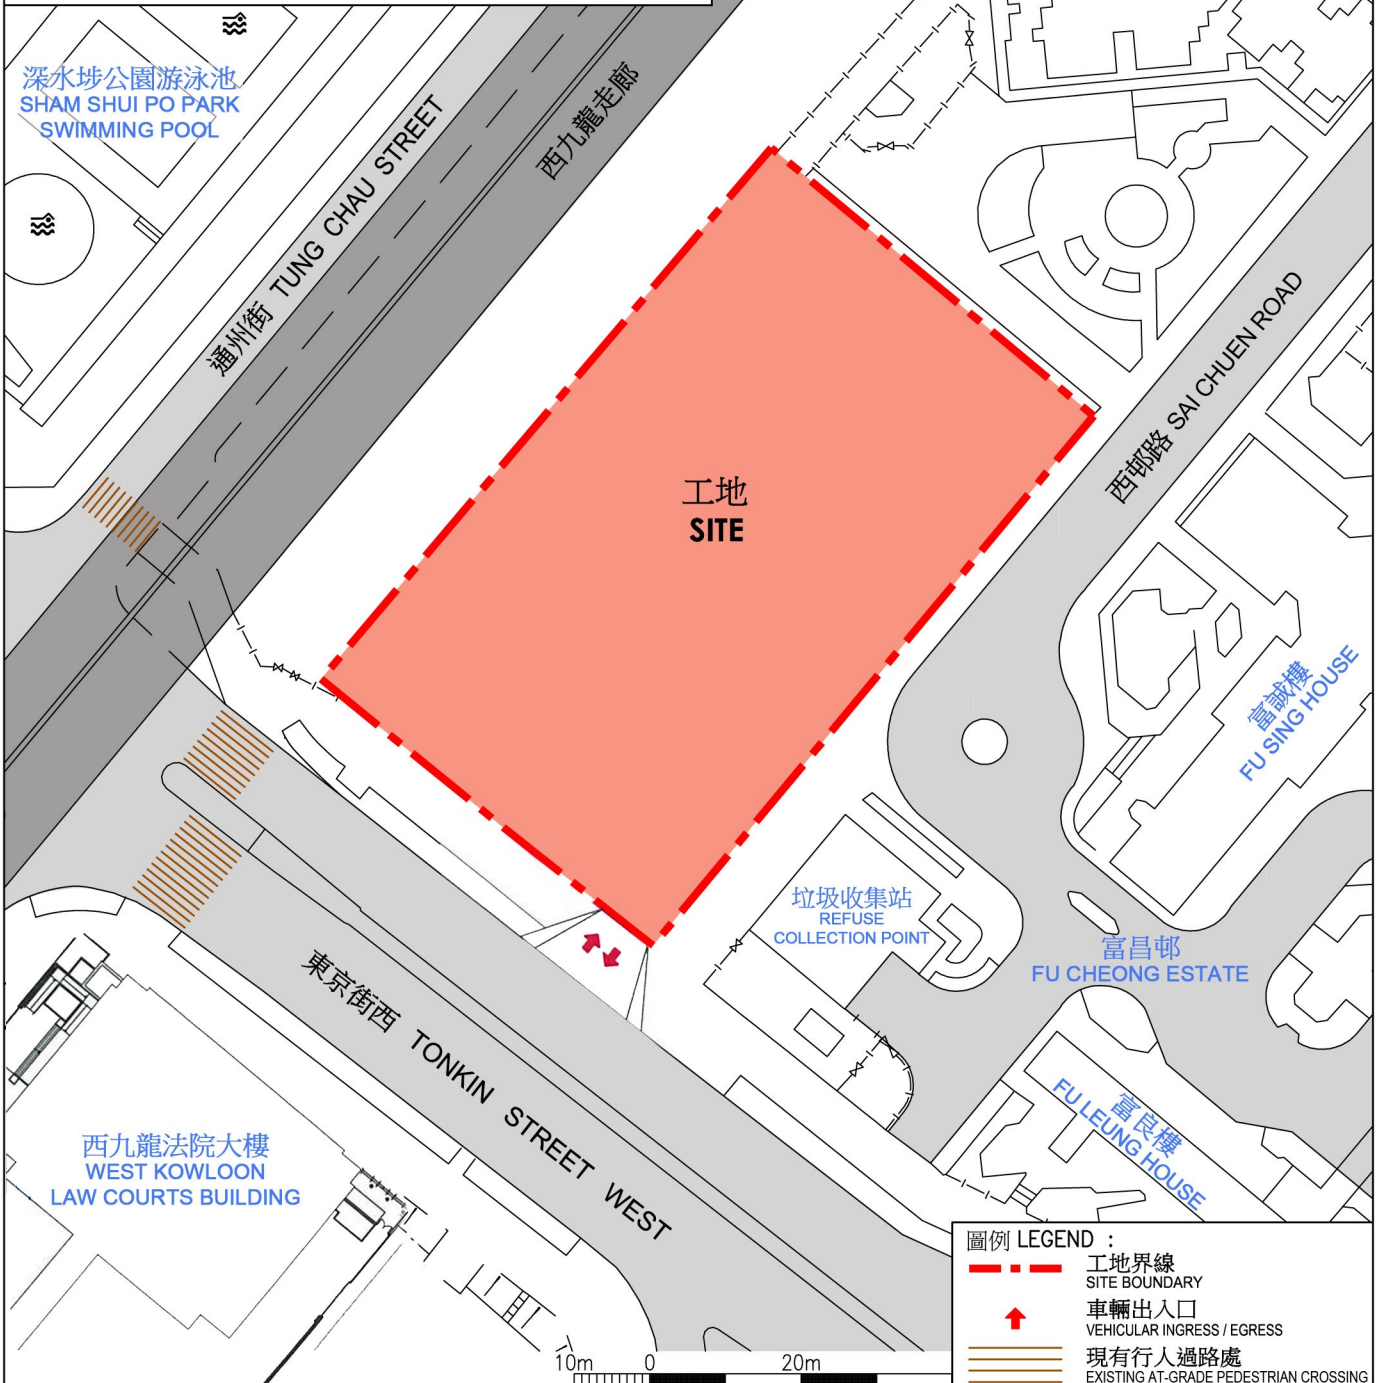 深水埗公園游泳池
SHAM SHUI PO PARK
SWIMMING POOL
通州街 TUNG CHAU STREET
西九龍走廊
工地
SITE
西邨路 SAI CHUEN ROAD
富誠樓
FU SING HOUSE
垃圾收集站
REFUSE
COLLECTION POINT
富昌邨
FU CHEONG ESTATE
東京街西 TONKIN STREET WEST
富良樓
FU LEUNG HOUSE
西九龍法院大樓
WEST KOWLOON
LAW COURTS BUILDING
圖例 LEGEND :
工地界線
SITE BOUNDARY
車輛出入口
VEHICULAR INGRESS / EGRESS
現有行人過路處
EXISTING AT-GRADE PEDESTRIAN CROSSING
10m 0 20m